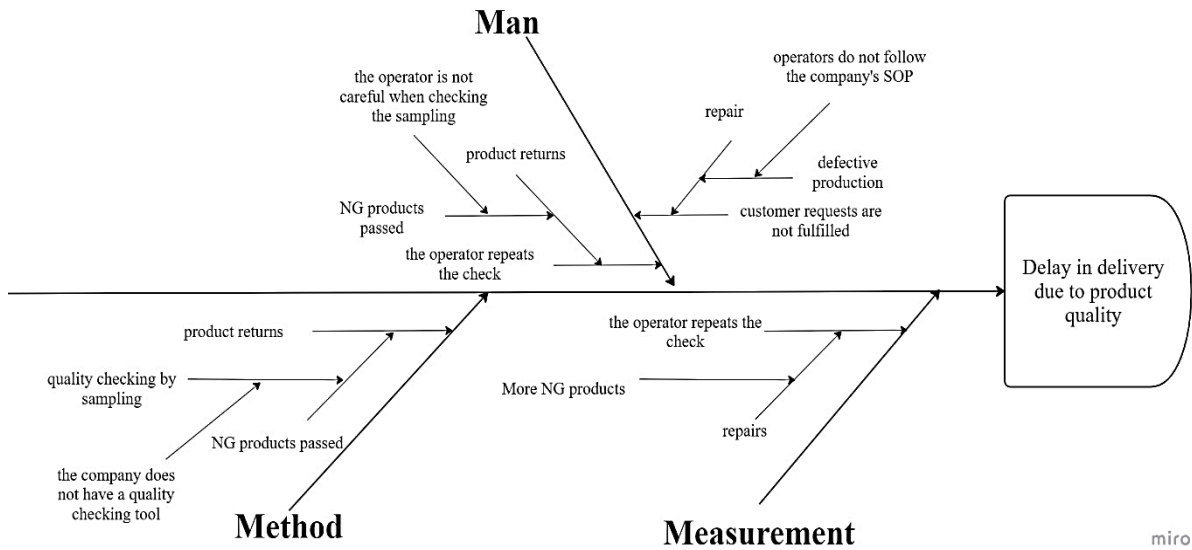 Man
operators do not follow
the company's SOP
the operator is not
careful when checking
the sampling
repair
product returns
defective
production
NG products
passed
customer requests are
not fulfilled
the operator repeats
the check
Delay in delivery
due to product
quality
product returns
the operator repeats the
check
quality checking by
sampling
More NG products
NG products passed
repairs
the company does
not have a quality
checking tool
Method
Measurement
miro